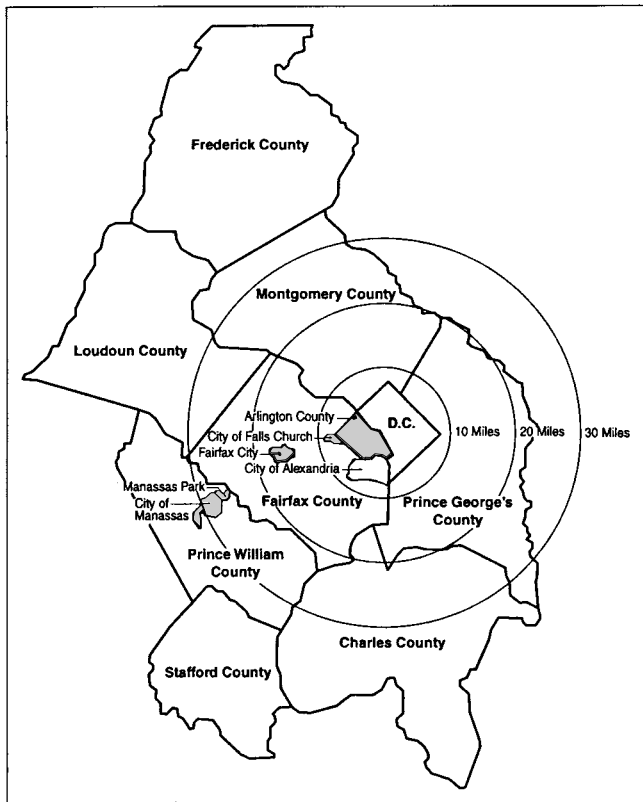 Frederick County
Montgomery County
Loudoun County
Arlington County
D.C.
City of Falls Church
10 Miles
20 Miles
30 Miles
Fairfax City
City of Alexandria
Manassas Park
City of
Manassas
Fairfax County
Prince George's
County
Prince William
County
Charles County
Stafford County